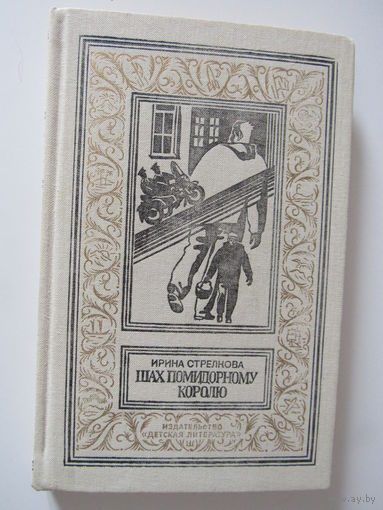 ИРИНА СТРЕЛКОВА
ШАХ ПОМИДОРНОМУ
КОРОЛЮ
ИЗДАТЕЛЬСТВО
«ДЕТСКАЯ ЛИТЕРАТУРА»